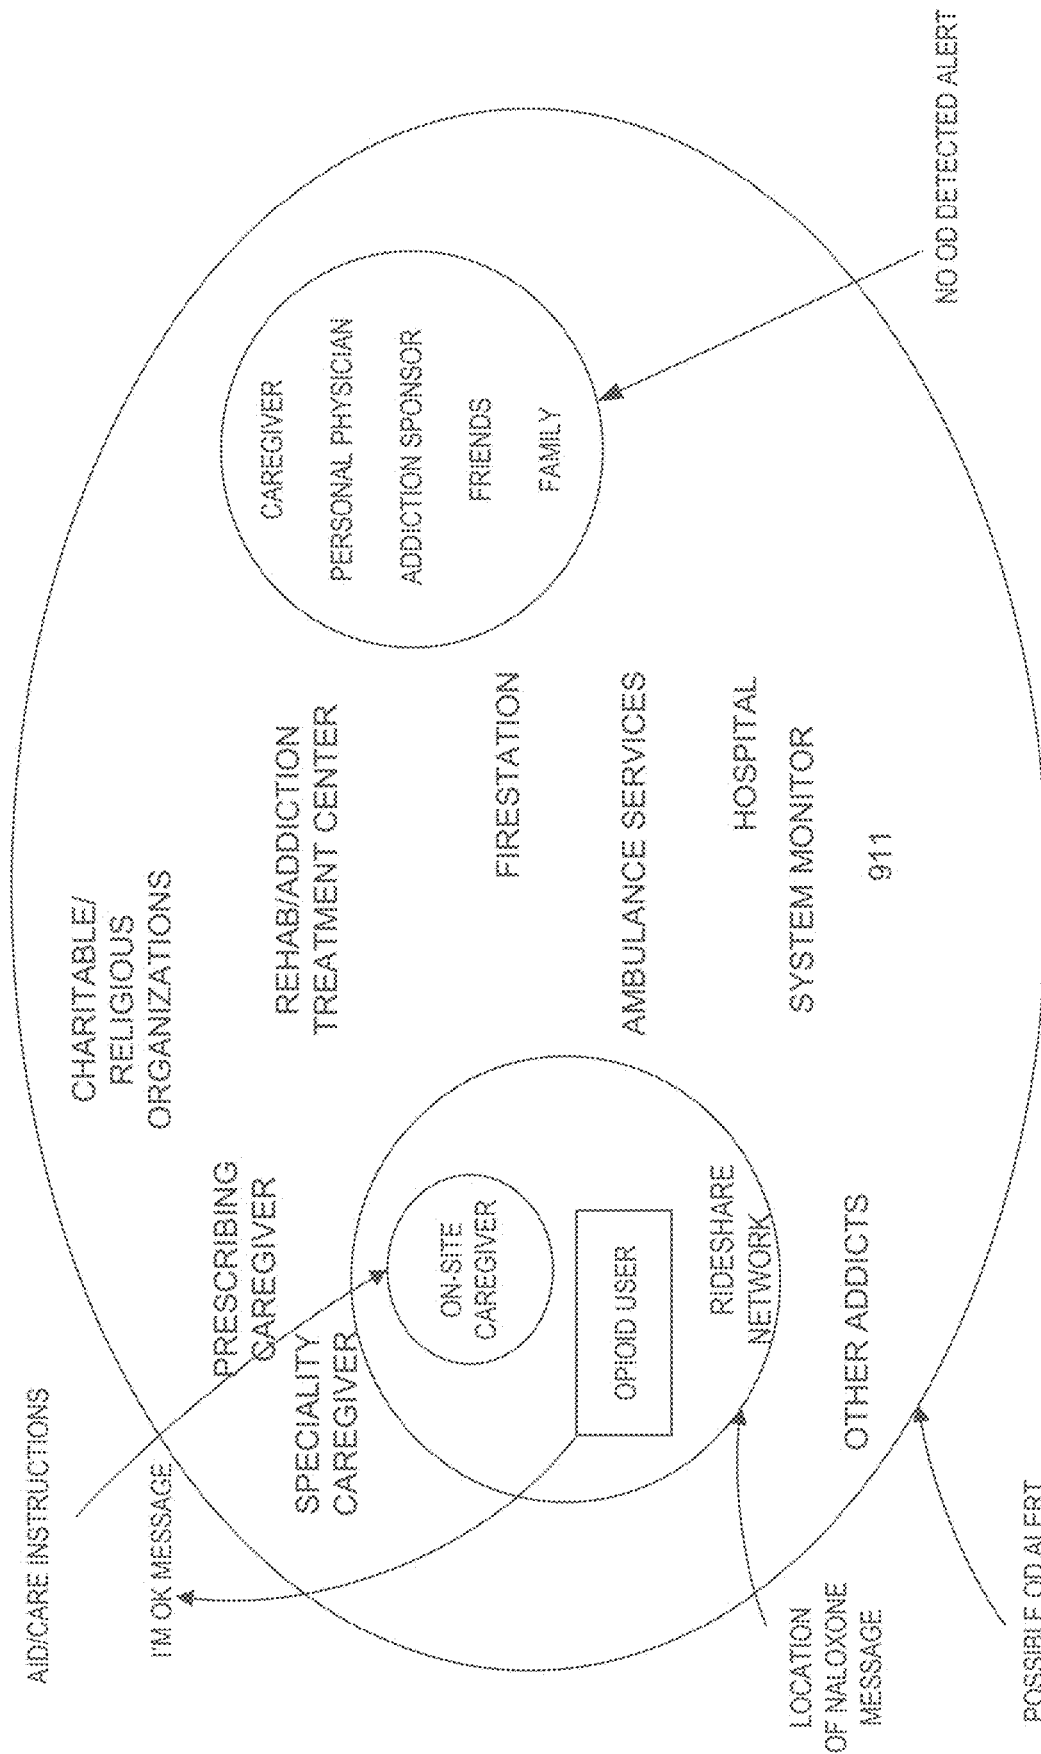 AID/CARE INSTRUCTIONS
I'M OK MESSAGE
LOCATION
OF NALOXONE
MESSAGE
POSSIBLE OD ALERT
SPECIALITY
CAREGIVER
PRESCRIBING
CAREGIVER
ON-SITE
CAREGIVER
OPIOID USER
RIDESHARE
NETWORK
OTHER ADDICTS
CHARITABLE/
RELIGIOUS
ORGANIZATIONS
REHAB/ADDICTION
TREATMENT CENTER
FIRESTATION
AMBULANCE SERVICES
HOSPITAL
SYSTEM MONITOR
911
CAREGIVER
PERSONAL PHYSICIAN
ADDICTION SPONSOR
FRIENDS
FAMILY
NO OD DETECTED ALERT